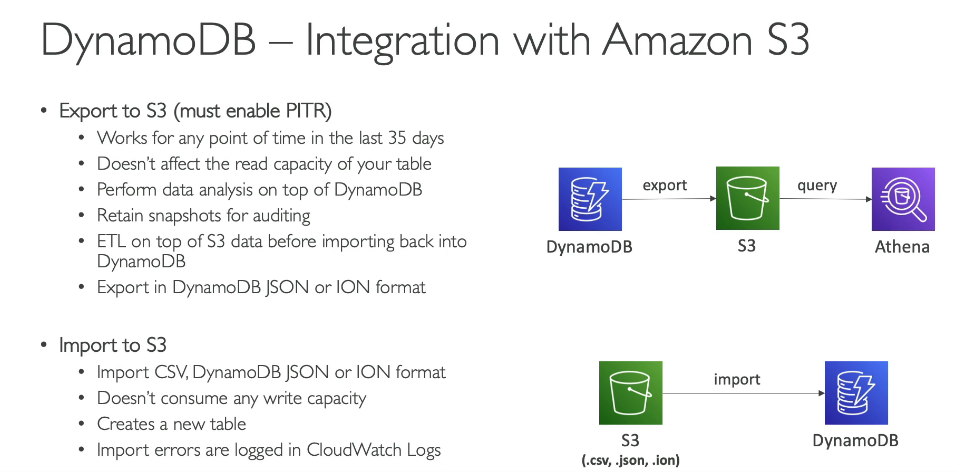 DynamoDB – Integration with Amazon S3
• Export to S3 (must enable PITR)
• Works for any point of time in the last 35 days
• Doesn't affect the read capacity of your table
• Perform data analysis on top of DynamoDB
• Retain snapshots for auditing
• ETL on top of S3 data before importing back into
DynamoDB
• Export in DynamoDB JSON or ION format
export
query
DynamoDB
S3
Athena
• Import to S3
• Import CSV, DynamoDB JSON or ION format
• Doesn't consume any write capacity
• Creates a new table
• Import errors are logged in CloudWatch Logs
import
S3
(.csv, .json, .ion)
DynamoDB